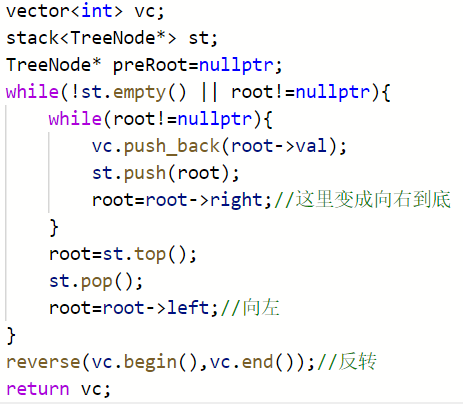 vector<int> vc;
stack<TreeNode*> st;
TreeNode* preRoot=nullptr;
while(!st.empty() || root!=nullptr){
    while(root!=nullptr){
        vc.push_back(root->val);
        st.push(root);
        root=root->right;//这里变成向右到底
    }
    root=st.top();
    st.pop();
    root=root->left;//向左
}
reverse(vc.begin(),vc.end());//反转
return vc;